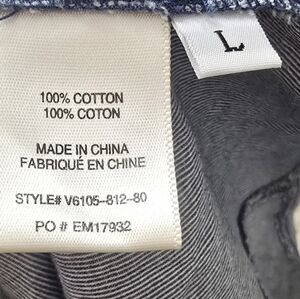 100% COTTON
100% COTON
MADE IN CHINA
FABRIQUÉ EN CHINE
STYLE# V6105-812-80
PO # EM17932
L